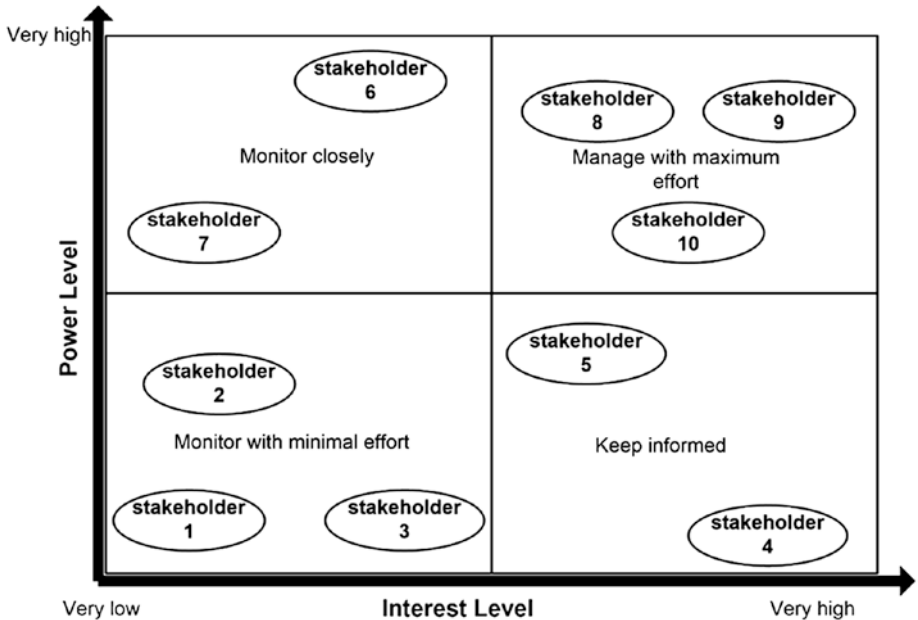 Very high
stakeholder
6
stakeholder
8
stakeholder
9
Monitor closely
Manage with maximum
effort
stakeholder
7
stakeholder
10
Power Level
stakeholder
2
stakeholder
5
Monitor with minimal effort
Keep informed
stakeholder
1
stakeholder
3
stakeholder
4
Very low
Interest Level
Very high